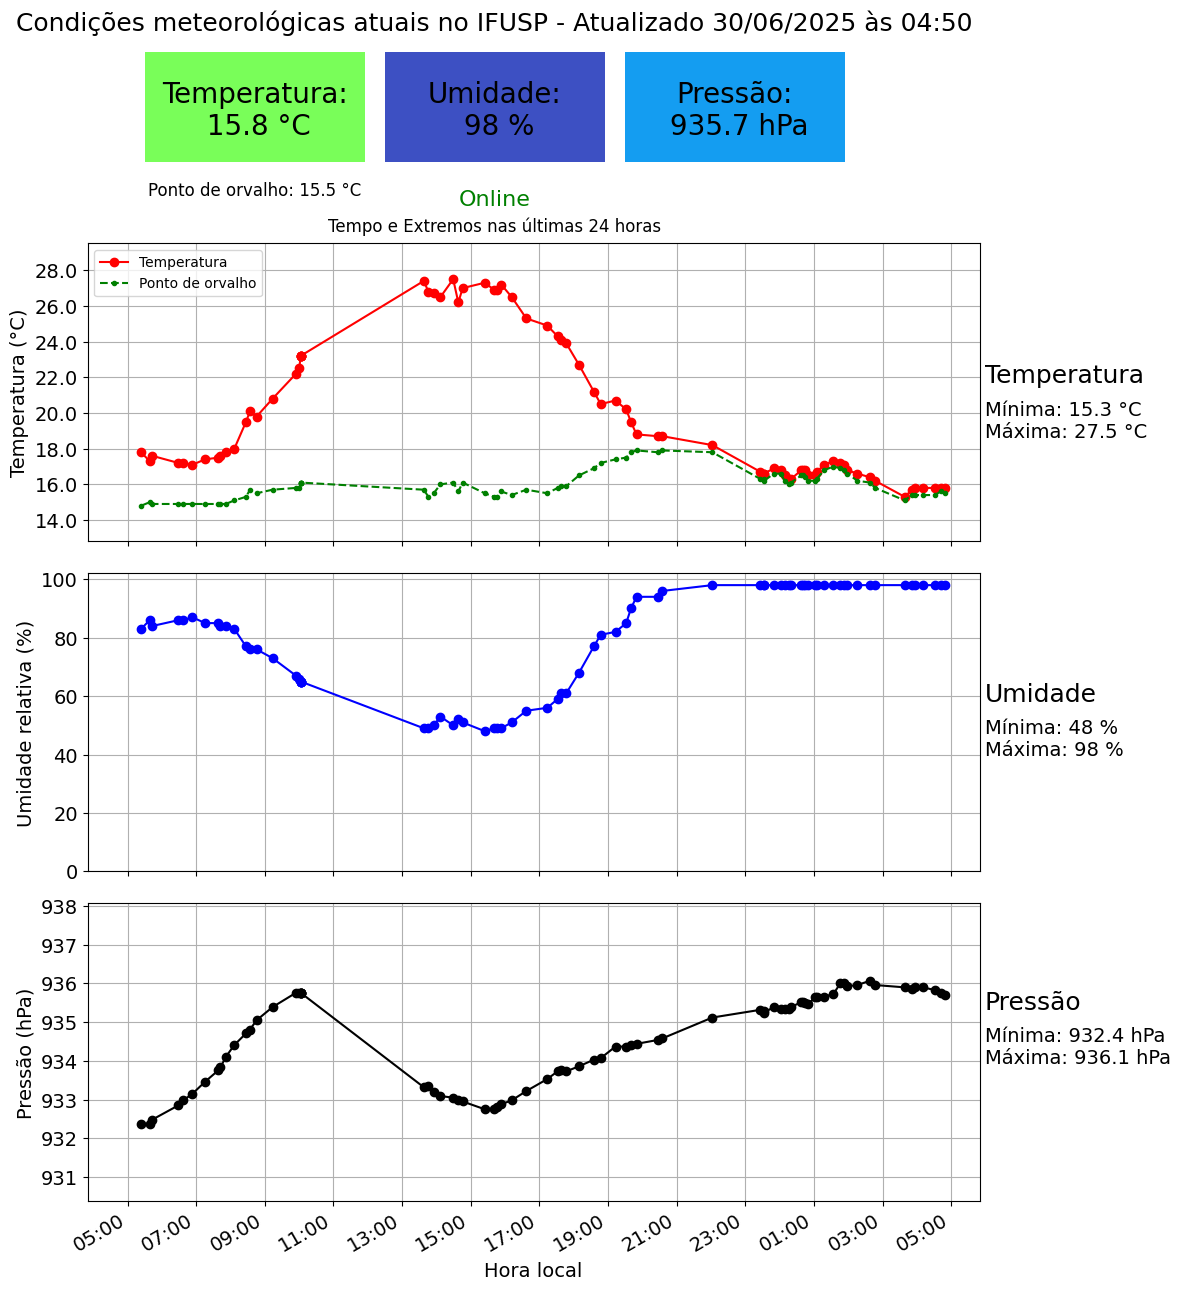 Condições meteorológicas atuais no IFUSP - Atualizado 30/06/2025 às 04:50
Temperatura:
15.8 °C
Umidade:
98 %
Pressão:
935.7 hPa
Ponto de orvalho: 15.5 °C
Online
Tempo e Extremos nas últimas 24 horas
Temperatura
Ponto de orvalho
Temperatura (°C)
28.0
26.0
24.0
22.0
20.0
18.0
16.0
14.0
Temperatura
Mínima: 15.3 °C
Máxima: 27.5 °C
Umidade relativa (%)
100
80
60
40
20
0
Umidade
Mínima: 48 %
Máxima: 98 %
Pressão (hPa)
938
937
936
935
934
933
932
931
Pressão
Mínima: 932.4 hPa
Máxima: 936.1 hPa
05:00
07:00
09:00
11:00
13:00
15:00
17:00
19:00
21:00
23:00
01:00
03:00
05:00
Hora local